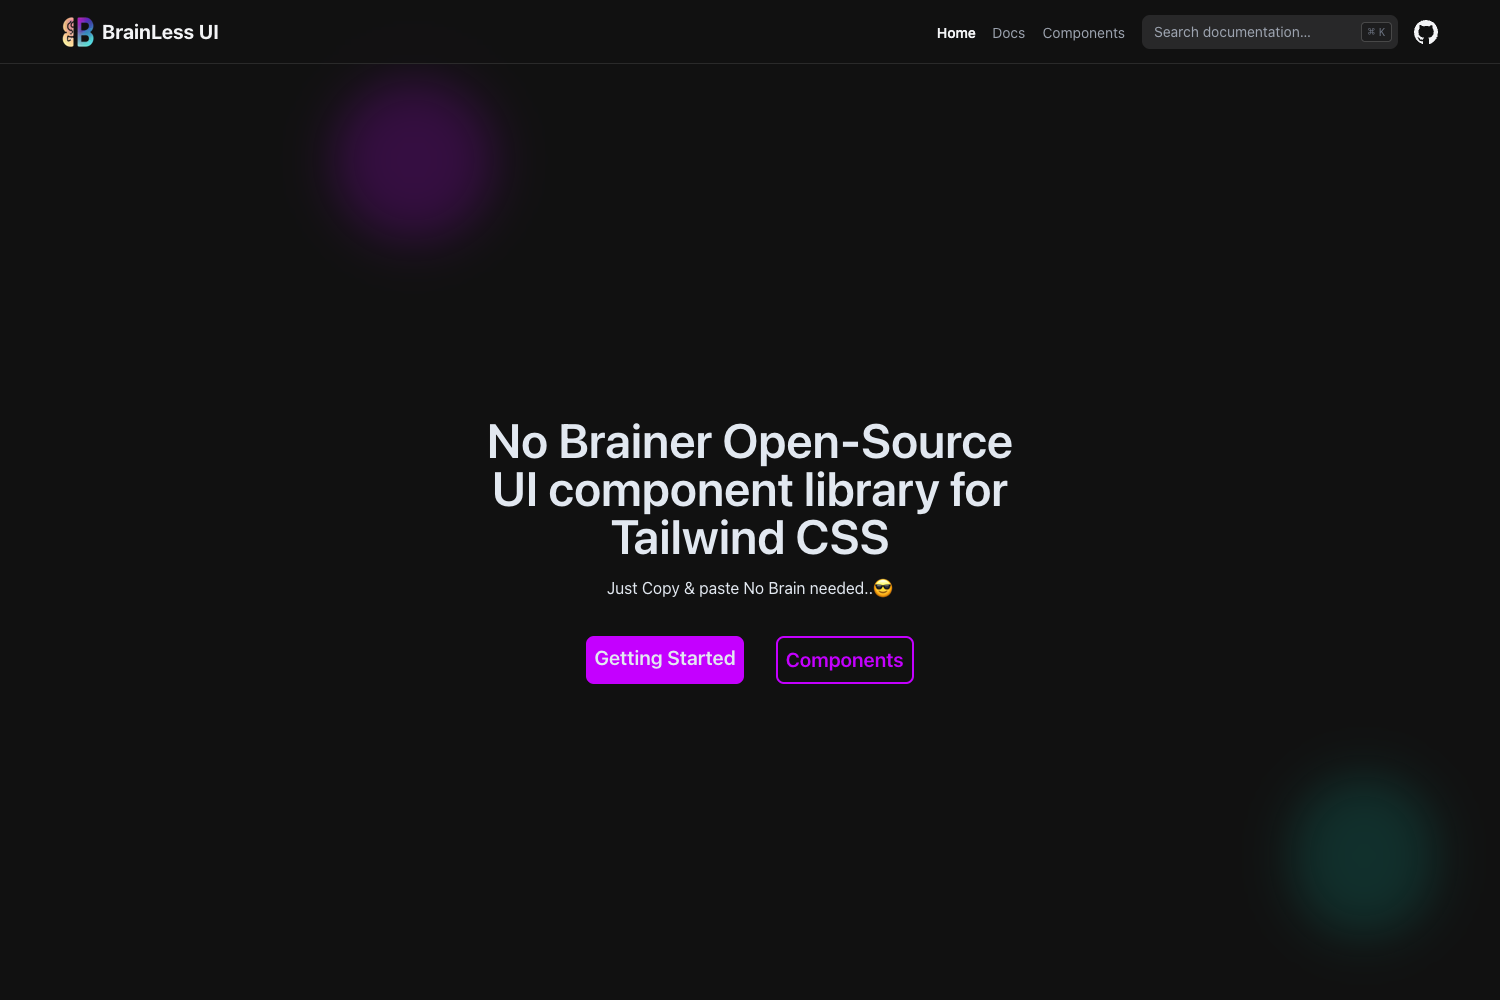 BrainLess UI
Home Docs Components Search documentation... ⌘ K
No Brainer Open-Source
UI component library for
Tailwind CSS
Just Copy & paste No Brain needed..😎
Getting Started Components